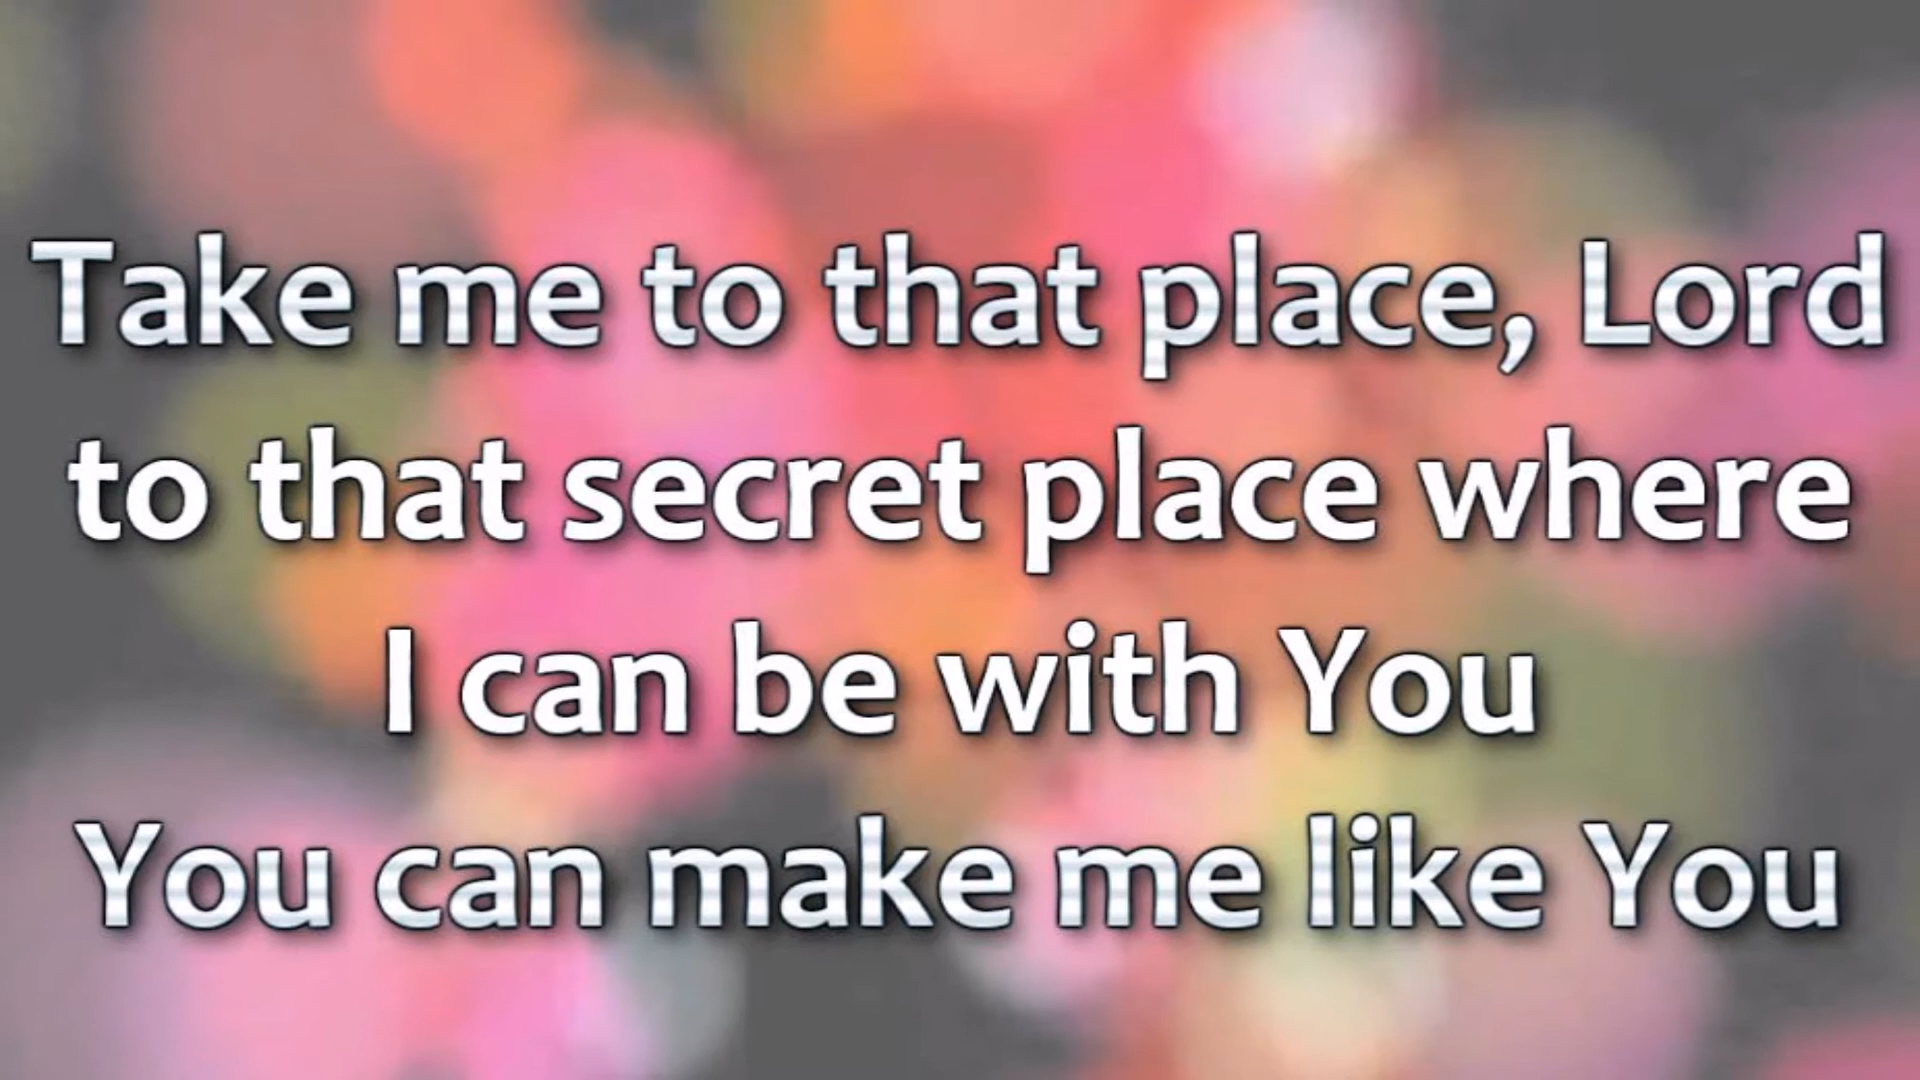 Take me to that place, Lord
to that secret place where
I can be with You
You can make me like You